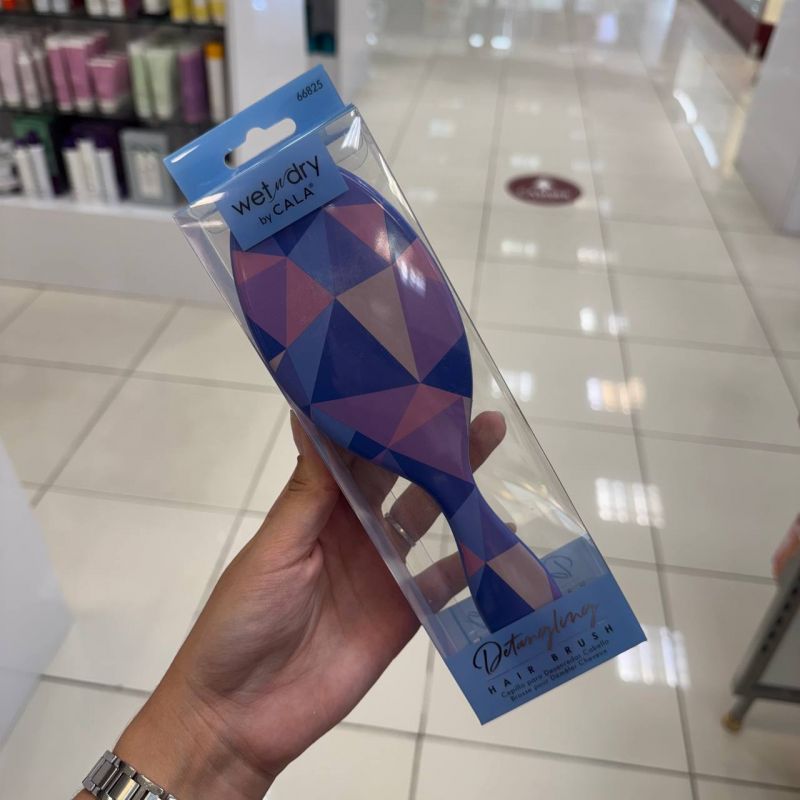 66825
wet n dry
by CALA®
Detangling
HAIR BRUSH
Cepillo para Desenredar Cabello
Brosse pour Démêler Cheveux